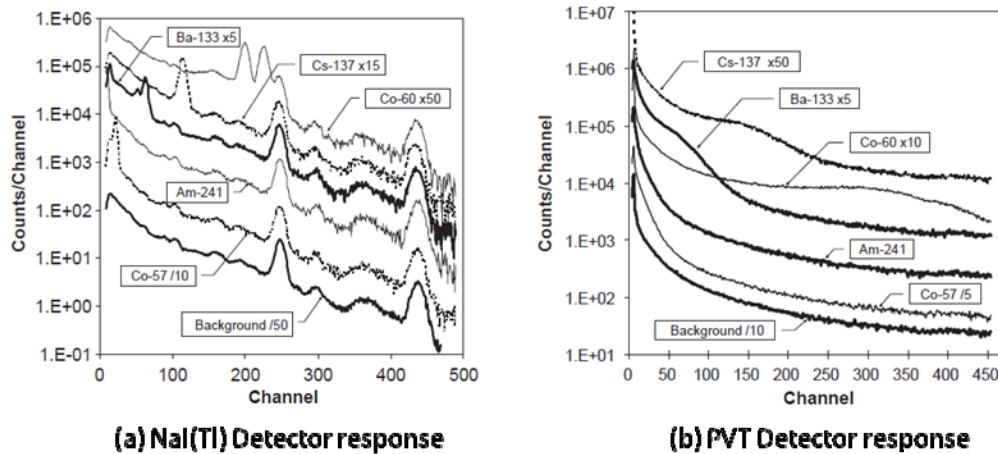 1.E+06
1.E+05
1.E+04
1.E+03
1.E+02
1.E+01
1.E+00
1.E-01
Counts/Channel
Ba-133 x5
Cs-137 x15
Co-60 x50
Am-241
Co-57 /10
Background /50
0 100 200 300 400 500
Channel
(a) NaI(Tl) Detector response
1.E+07
1.E+06
1.E+05
1.E+04
1.E+03
1.E+02
1.E+01
Counts/Channel
Cs-137 x50
Ba-133 x5
Co-60 x10
Am-241
Co-57 /5
Background /10
0 50 100 150 200 250 300 350 400 450
Channel
(b) PVT Detector response